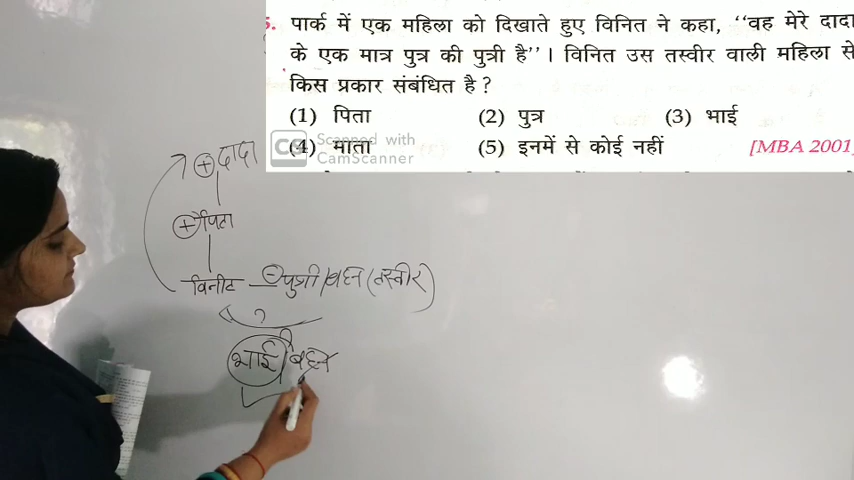 5. पार्क में एक महिला को दिखाते हुए विनित ने कहा, ‘‘वह मेरे दादा
के एक मात्र पुत्र की पुत्री है’’। विनित उस तस्वीर वाली महिला से
किस प्रकार संबंधित है?
(1) पिता (2) पुत्र (3) भाई
(4) माता (5) इनमें से कोई नहीं [MBA 2001]
CS Scanned with
CamScanner
+ दादा
+ पिता
विनीट — - पुत्री/बहन (तस्वीर)
?
भाई/बहन